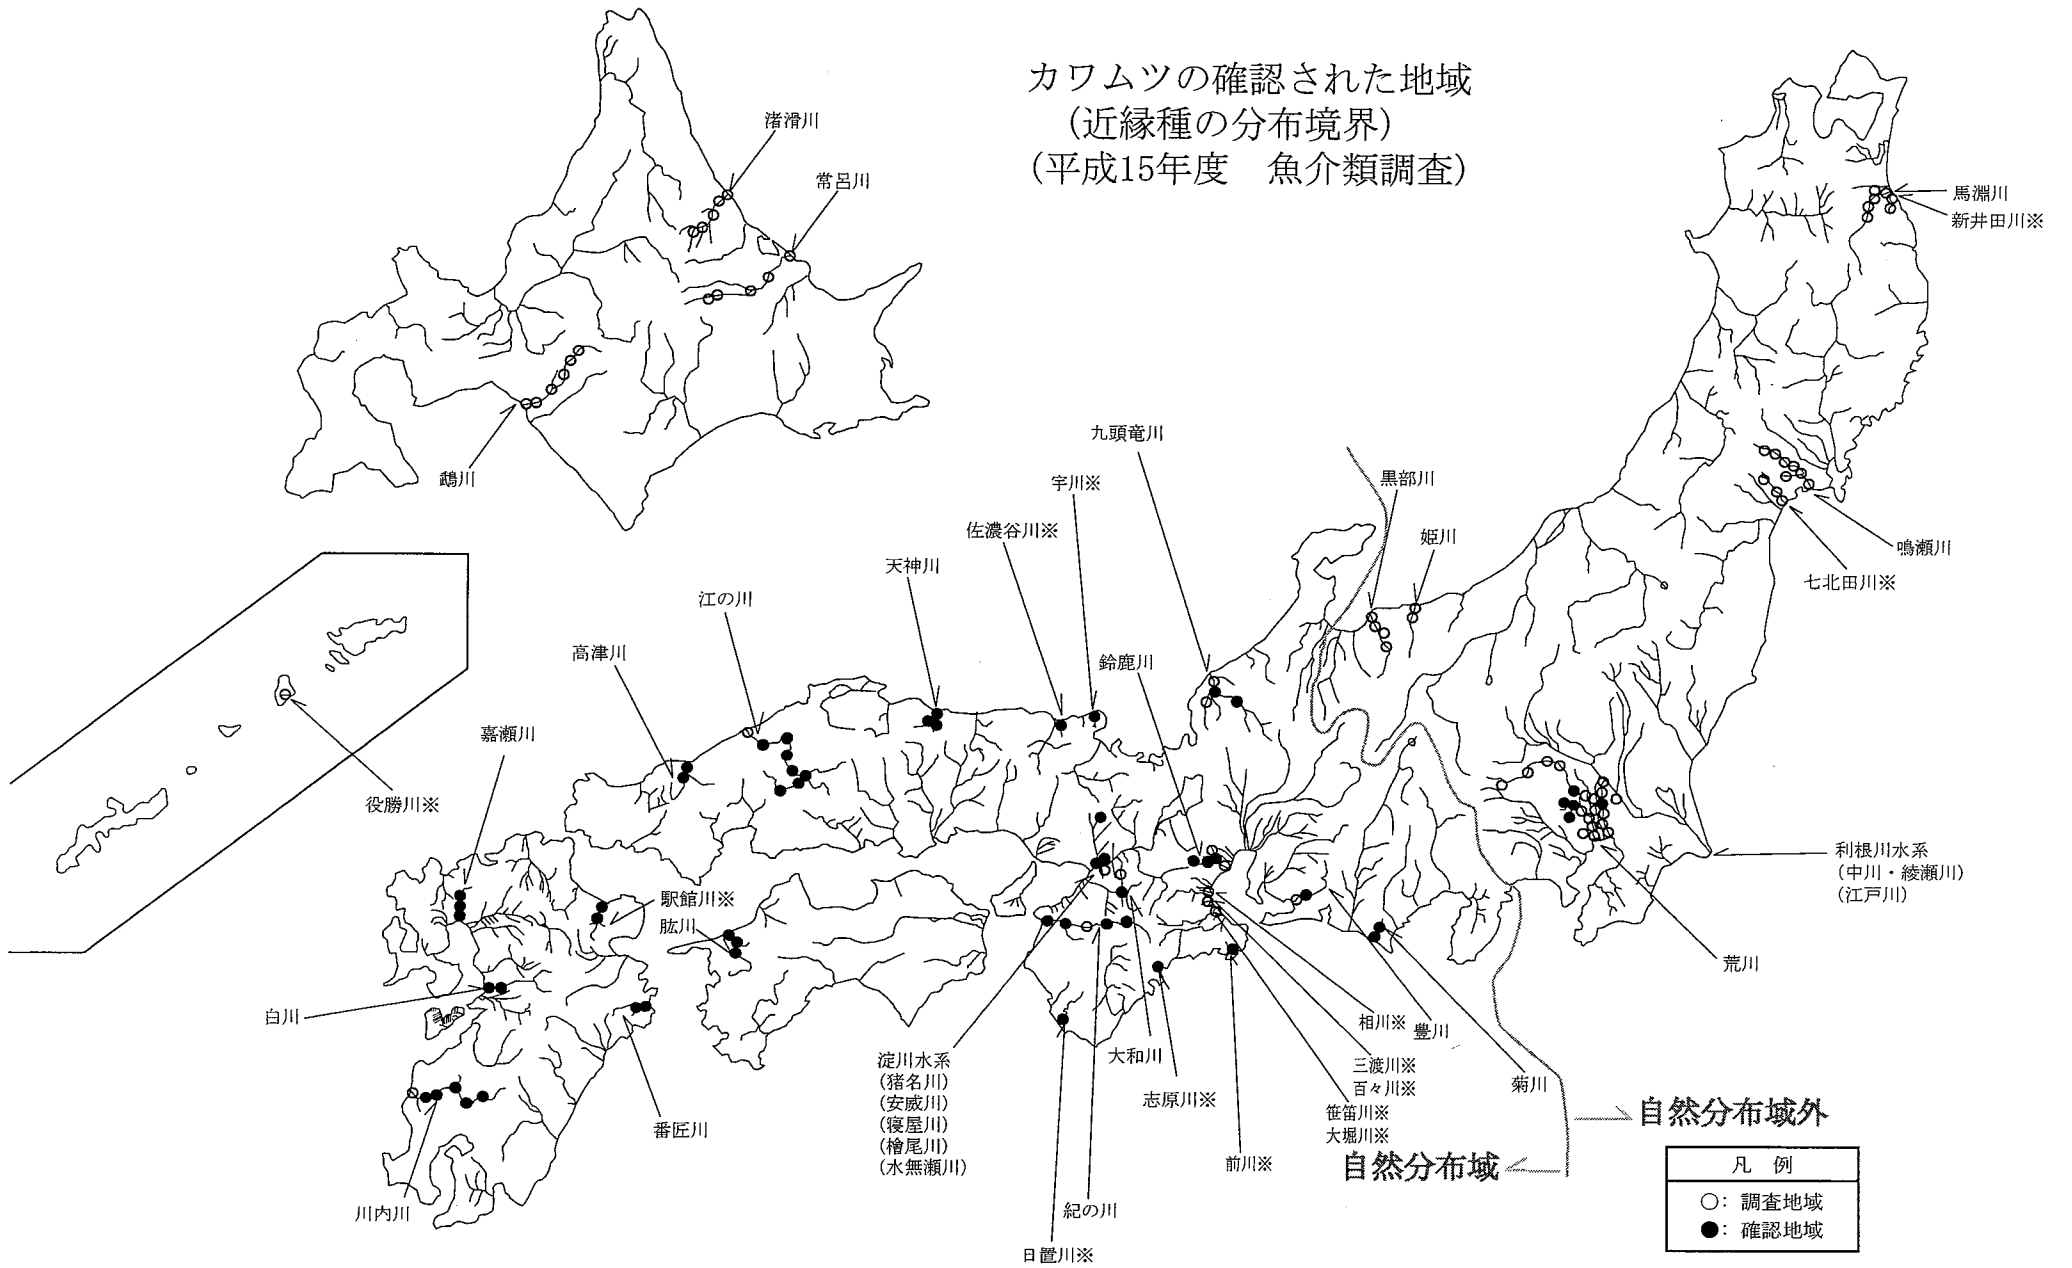 カワムツの確認された地域
(近縁種の分布境界)
(平成15年度　魚介類調査)
渚滑川
常呂川
鵡川
馬淵川
新井田川※
鳴瀬川
七北田川※
九頭竜川
宇川※
佐濃谷川※
天神川
江の川
高津川
黒部川
姫川
鈴鹿川
嘉瀬川
役勝川※
駅館川※
肱川
白川
番匠川
川内川
利根川水系
(中川・綾瀬川)
(江戸川)
荒川
淀川水系
(猪名川)
(安威川)
(寝屋川)
(檜尾川)
(水無瀬川)
大和川
志原川※
紀の川
日置川※
前川※
相川※
豊川
三渡川※
百々川※
笹笛川※
大堀川※
菊川
自然分布域外
自然分布域
凡　例
○：調査地域
●：確認地域